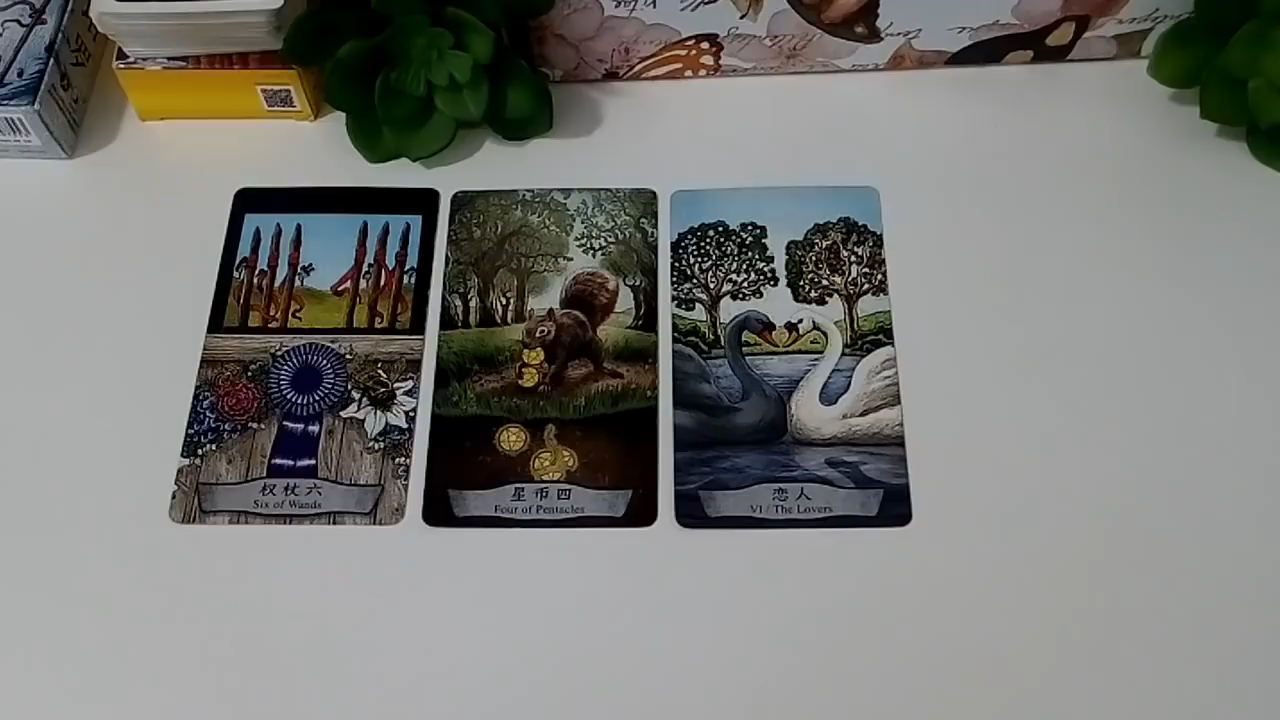 权杖六
Six of Wands
星币四
Four of Pentacles
恋人
VI / The Lovers